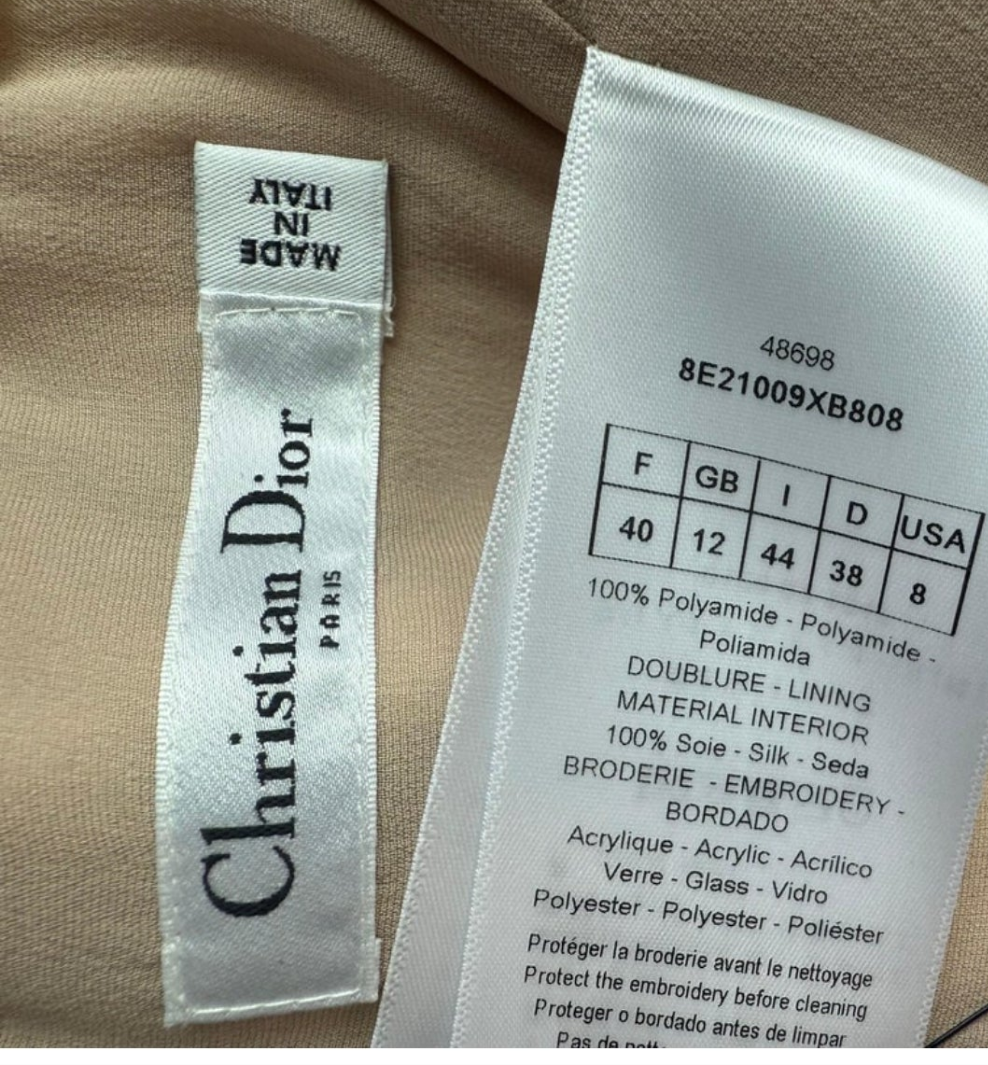 MADE
IN
ITALY
Christian Dior
PARIS
48698
8E21009XB808
F GB I D USA
40 12 44 38 8
100% Polyamide - Polyamide -
Poliamida
DOUBLURE - LINING
MATERIAL INTERIOR
100% Soie - Silk - Seda
BRODERIE - EMBROIDERY -
BORDADO
Acrylique - Acrylic - Acrílico
Verre - Glass - Vidro
Polyester - Polyester - Poliéster
Protéger la broderie avant le nettoyage
Protect the embroidery before cleaning
Proteger o bordado antes de limpar
Pas de